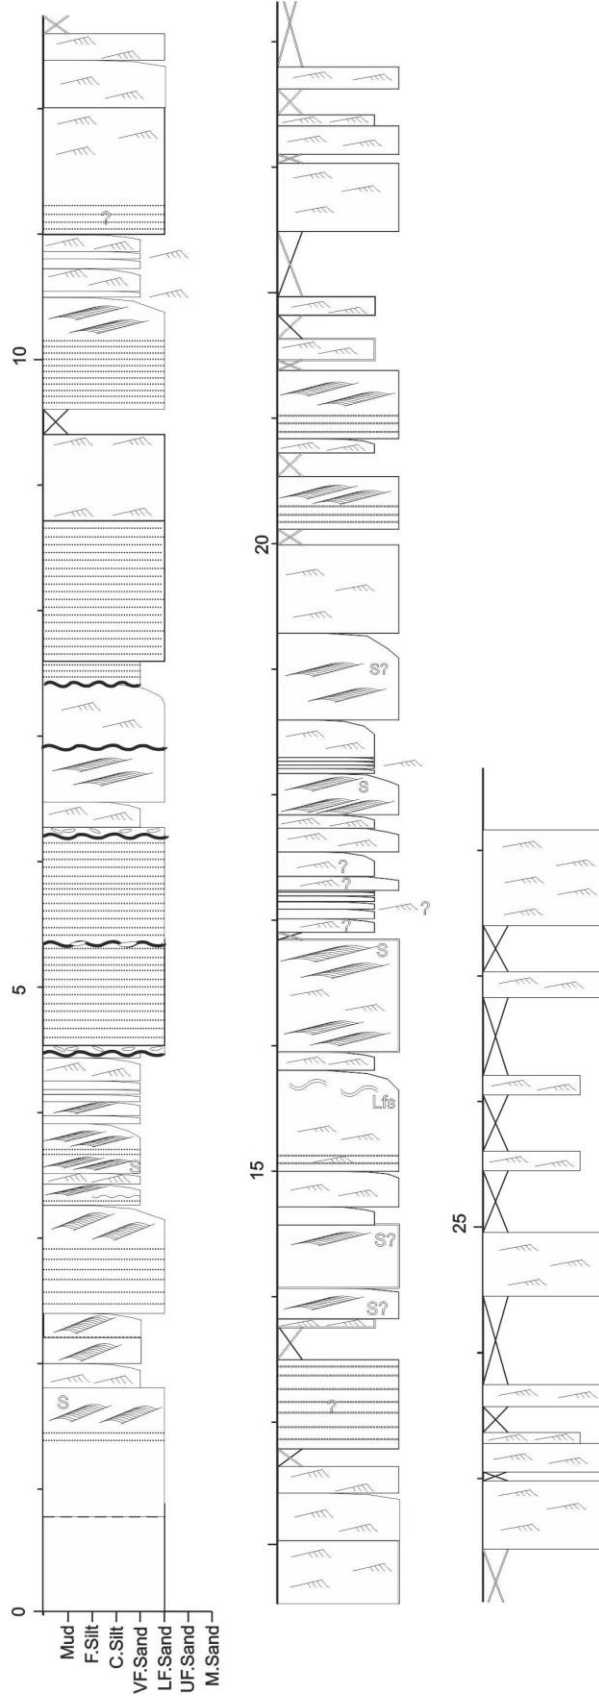 10
?
5
S
S
0
Mud
F.Silt
C.Silt
VF.Sand
LF.Sand
UF.Sand
M.Sand
20
S?
S
?
?
?
?
S
Lfs
15
S?
S?
?
25